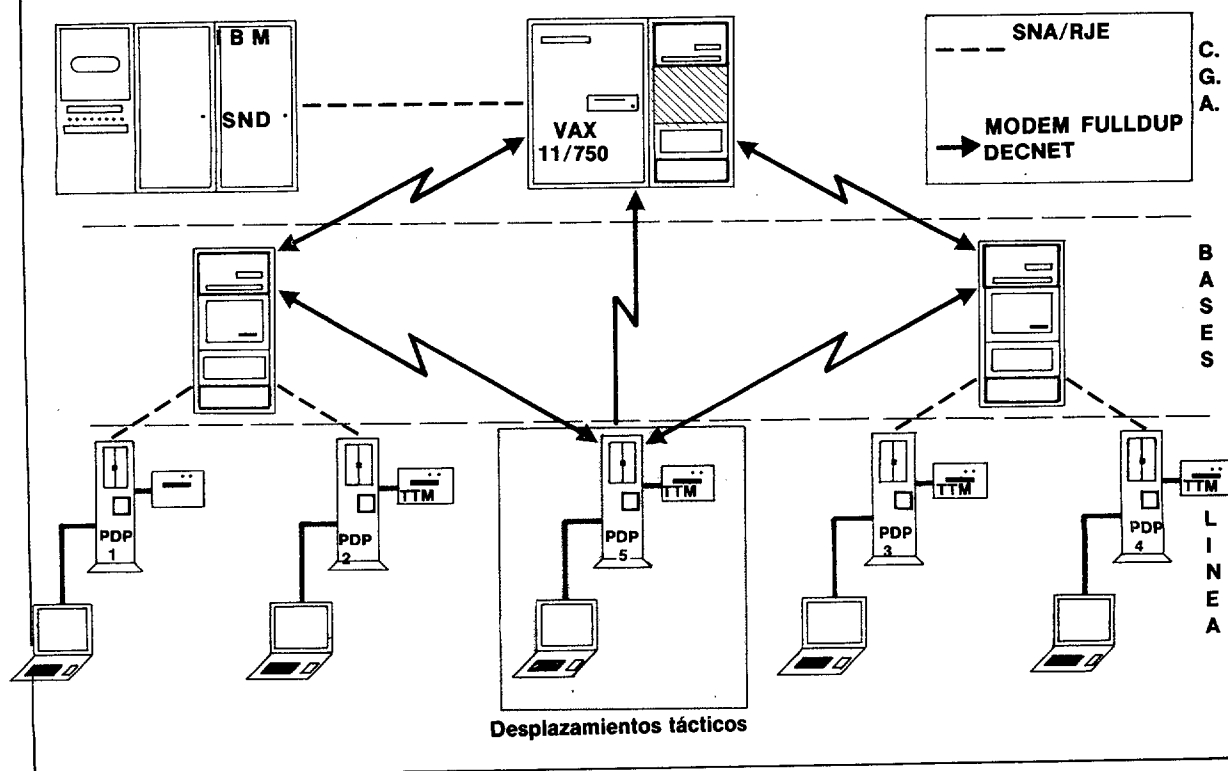 I B M
SND
VAX
11/750
SNA/RJE
MODEM FULLDUP
DECNET
C.
G.
A.
B
A
S
E
S
TTM
TTM
TTM
TTM
PDP
1
PDP
2
PDP
5
PDP
3
PDP
4
L
I
N
E
A
Desplazamientos tácticos